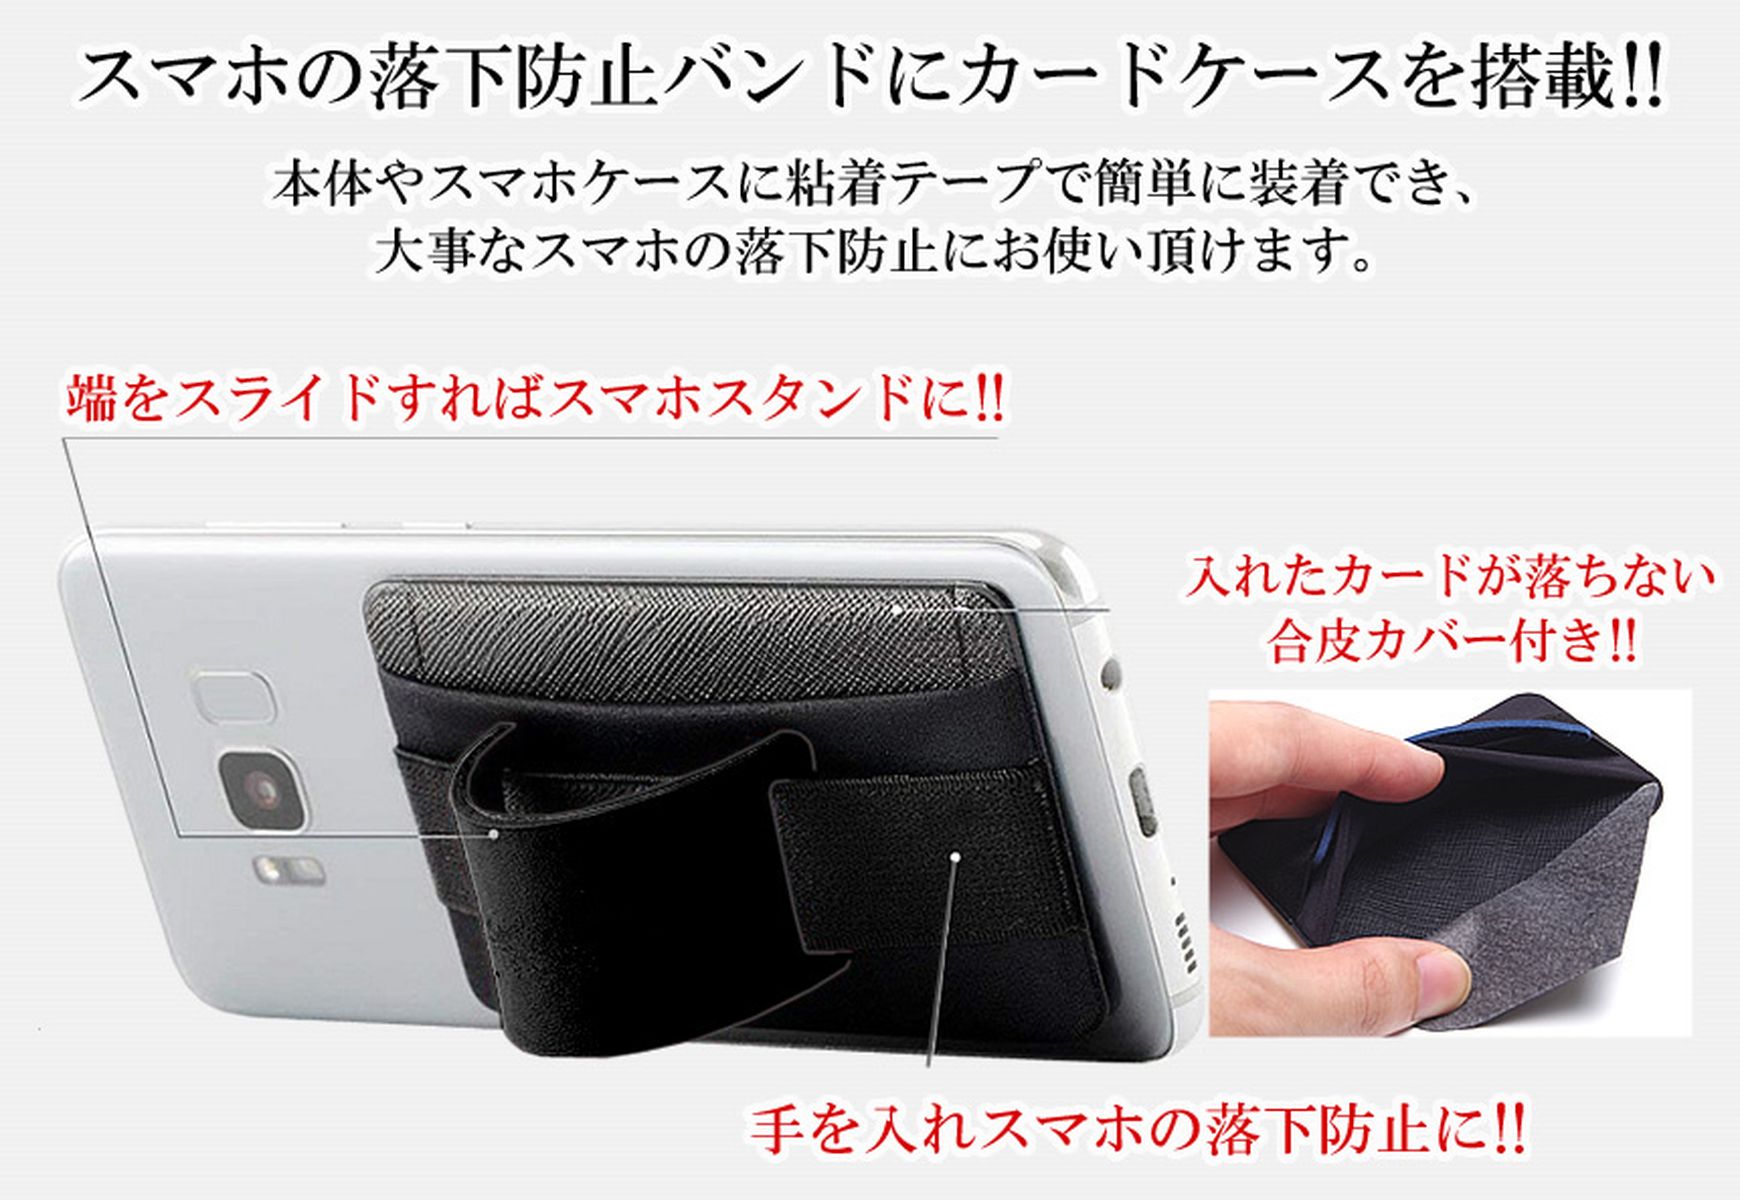 スマホの落下防止バンドにカードケースを搭載!!
本体やスマホケースに粘着テープで簡単に装着でき、
大事なスマホの落下防止にお使い頂けます。
端をスライドすればスマホスタンドに!!
入れたカードが落ちない
合皮カバー付き!!
手を入れスマホの落下防止に!!